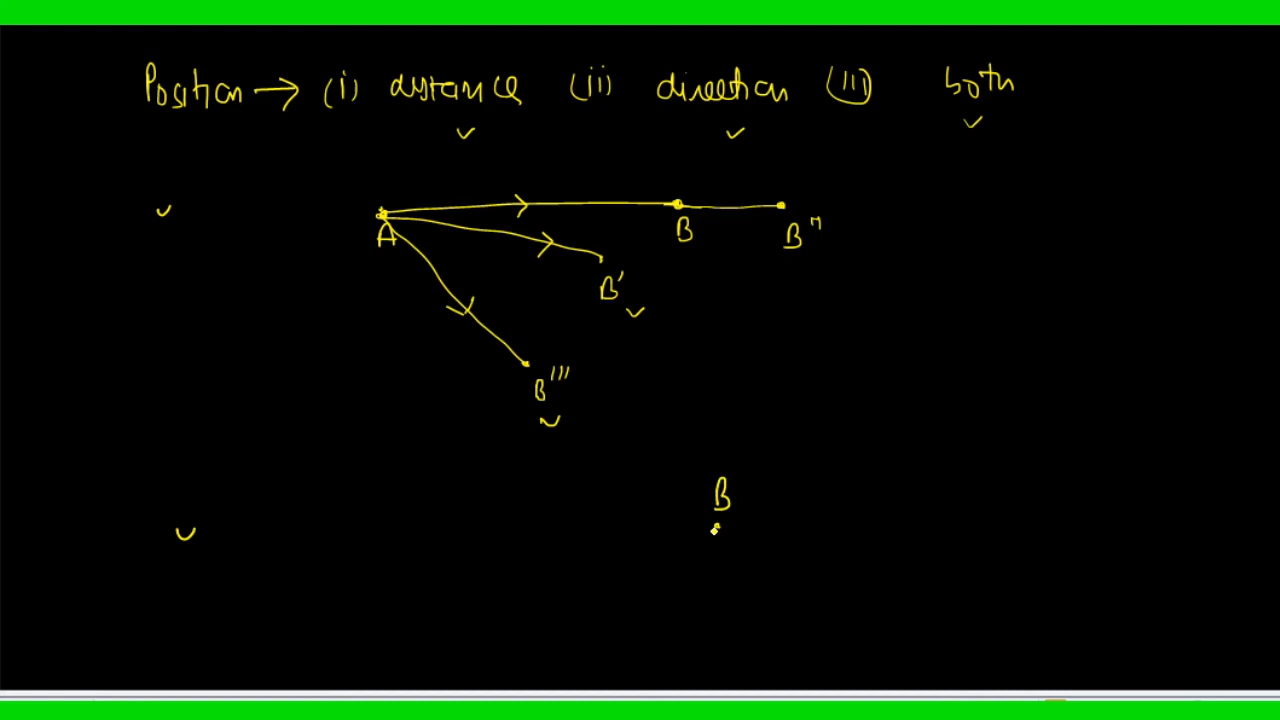 Position → (i) distance (ii) direction (iii) both
A B B''
B'
B'''
B